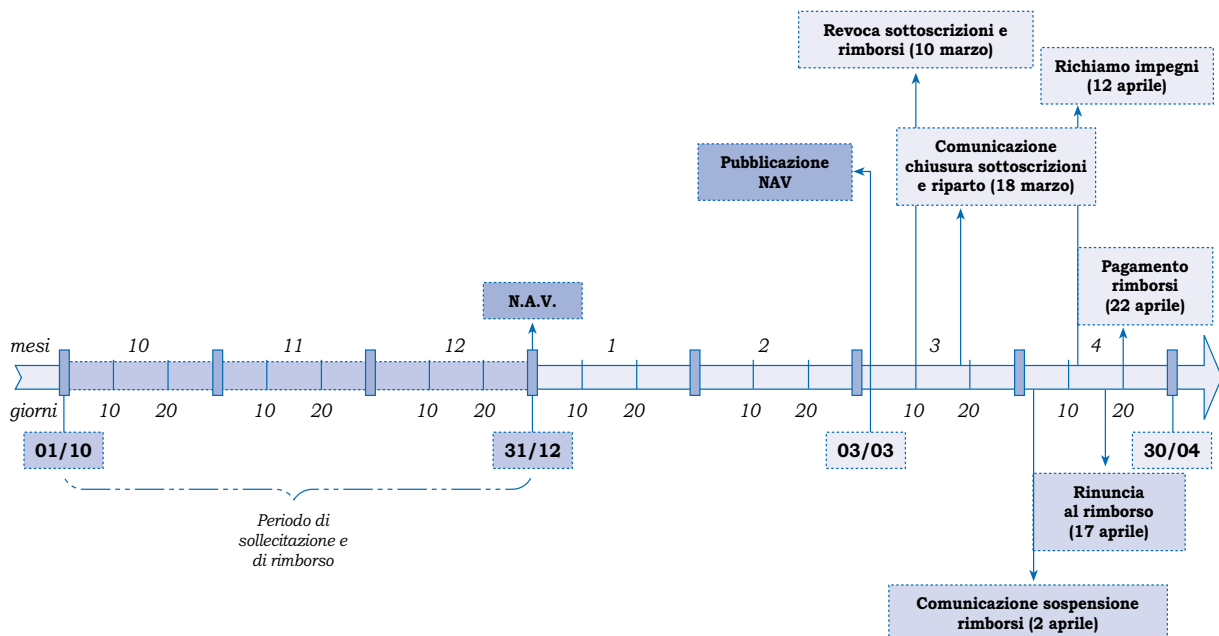 Revoca sottoscrizioni e
rimborsi (10 marzo)
Richiamo impegni
(12 aprile)
Pubblicazione
NAV
Comunicazione
chiusura sottoscrizioni
e riparto (18 marzo)
Pagamento
rimborsi
(22 aprile)
N.A.V.
mesi 10 11 12 1 2 3 4
giorni 10 20 10 20 10 20 10 20 10 20 10 20 10 20
01/10 31/12 03/03 30/04
Periodo di
sollecitazione e
di rimborso
Rinuncia
al rimborso
(17 aprile)
Comunicazione sospensione
rimborsi (2 aprile)